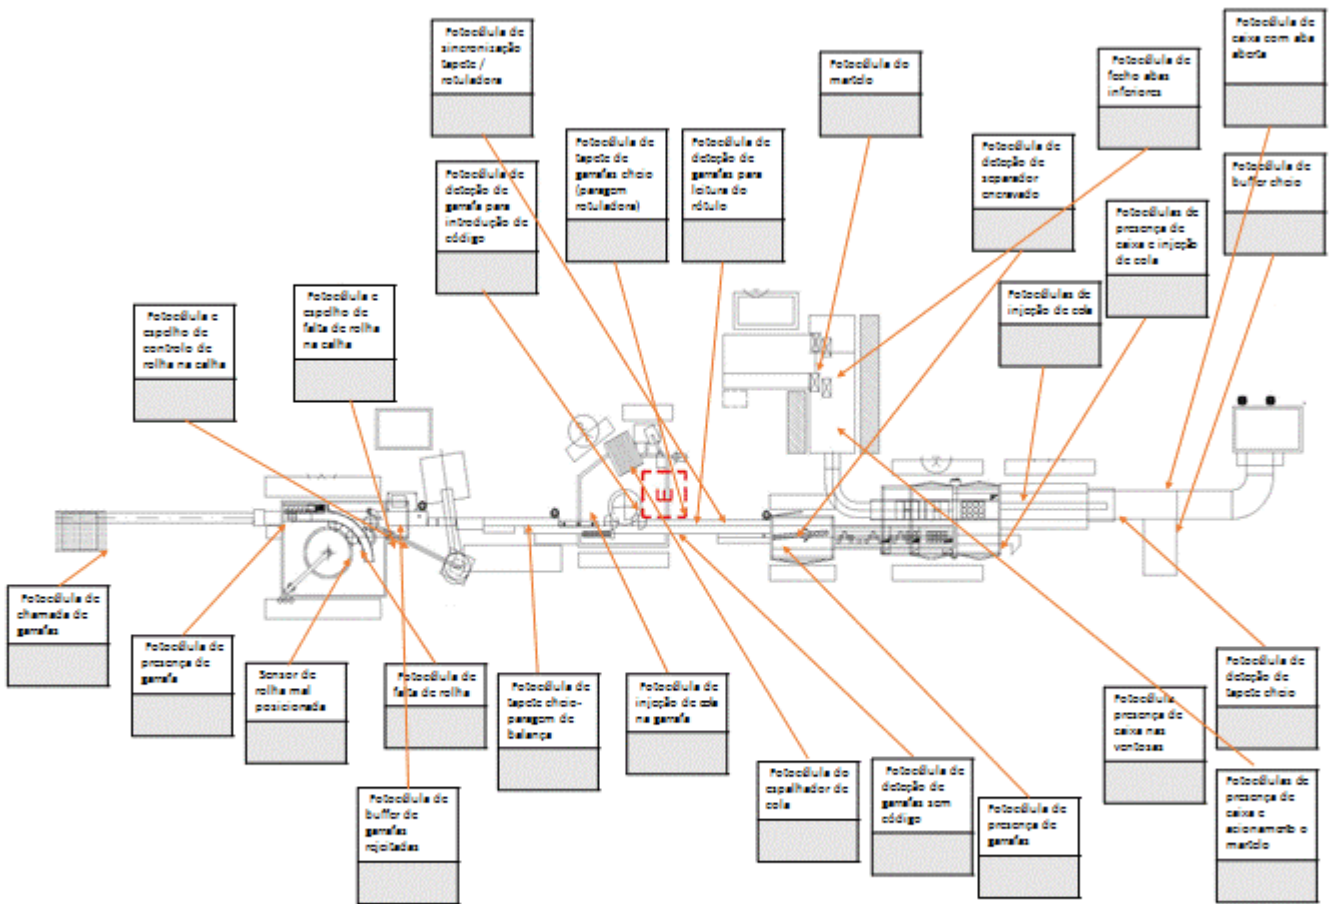 Fotocélula de
sincronização
tapete /
rotuladora
Fotocélula do
martelo
Fotocélula de
fecho abas
inferiores
Fotocélula de
caixa com aba
aberta
Fotocélula de
deteção de
garrafa para
introdução de
código
Fotocélula de
tapete de
garrafas cheio
(paragem
rotuladora)
Fotocélula de
deteção de
garrafas para
leitura do
rótulo
Fotocélula de
deteção de
separador
encravado
Fotocélula de
buffer cheio
Fotocélulas de
presença de
caixa e injeção
de cola
Fotocélulas de
injeção de cola
Fotocélula e
espelho de
controlo de
rolha na calha
Fotocélula e
espelho de
falta de rolha
na calha
E
Fotocélula de
chamada de
garrafas
Fotocélula de
presença de
garrafa
Sensor de
rolha mal
posicionada
Fotocélula de
falta de rolha
Fotocélula de
tapete cheio-
paragem de
balança
Fotocélula de
injeção de cola
na garrafa
Fotocélula de
buffer de
garrafas
rejeitadas
Fotocélula do
espalhador de
cola
Fotocélula de
deteção de
garrafas sem
código
Fotocélula de
presença de
garrafas
Fotocélula
presença de
caixa nas
ventosas
Fotocélula de
deteção de
tapete cheio
Fotocélulas de
presença de
caixa e
acionamento o
martelo